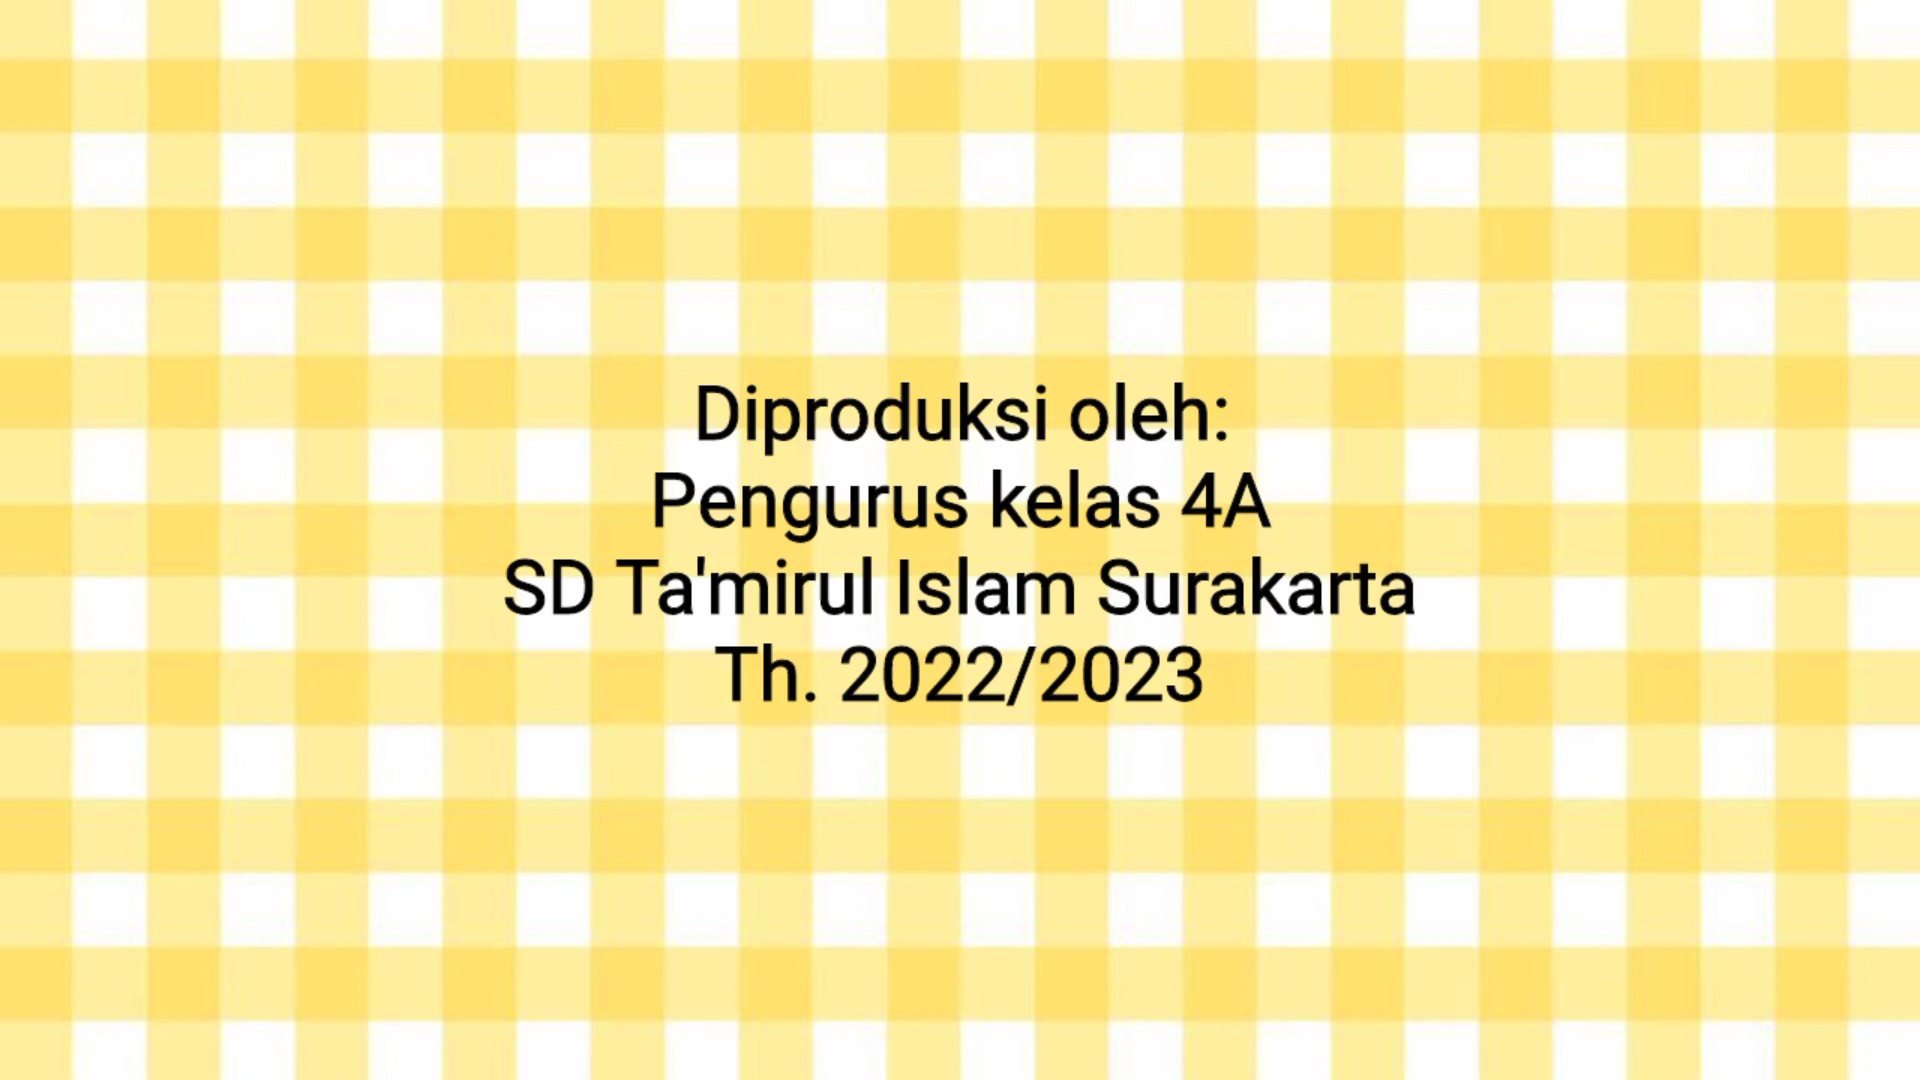 Diproduksi oleh:
Pengurus kelas 4A
SD Ta'mirul Islam Surakarta
Th. 2022/2023